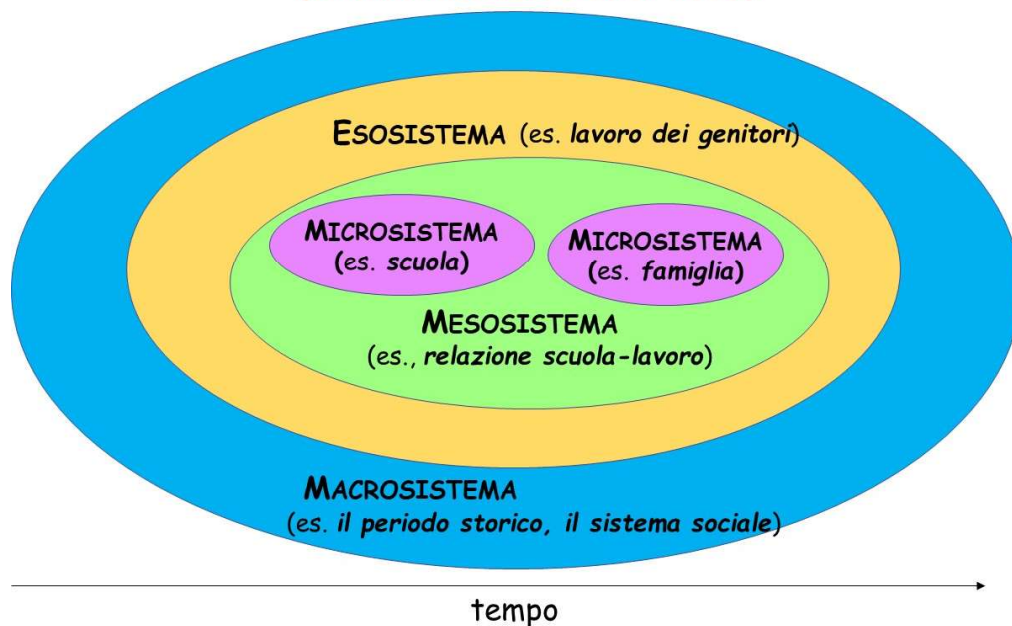 ESOSISTEMA (es. lavoro dei genitori)
MICROSISTEMA
(es. scuola)
MICROSISTEMA
(es. famiglia)
MESOSISTEMA
(es., relazione scuola-lavoro)
MACROSISTEMA
(es. il periodo storico, il sistema sociale)
tempo